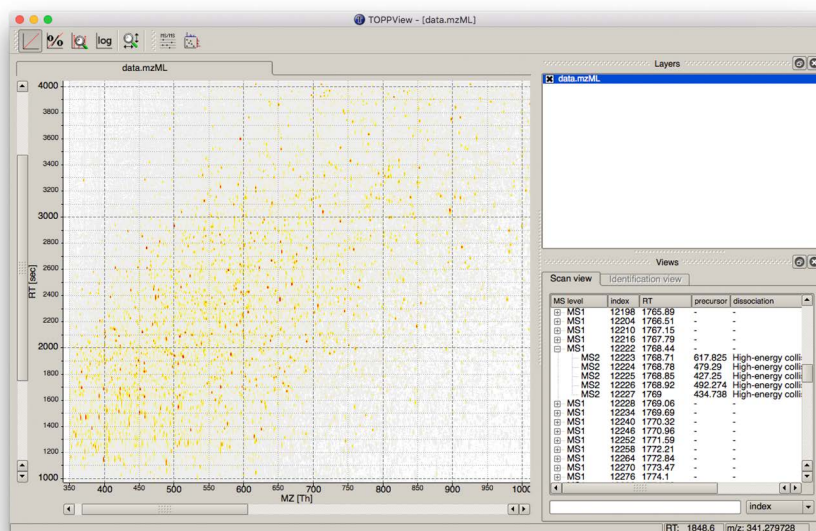 TOPPView - [data.mzML]
% log MS/MS
data.mzML
4000
3800
3600
3400
3200
3000
2800
2600
2400
2200
2000
1800
1600
1400
1200
1000
RT [sec]
350 400 450 500 550 600 650 700 750 800 850 900 950 1000
MZ [Th]
Layers
data.mzML
Views
Scan view Identification view
MS level index RT precursor dissociation
MS1 12198 1765.89 - -
MS1 12204 1766.51 - -
MS1 12210 1767.15 - -
MS1 12216 1767.79 - -
MS1 12222 1768.44 - -
MS2 12223 1768.71 617.825 High-energy collis
MS2 12224 1768.78 479.29 High-energy collis
MS2 12225 1768.85 427.25 High-energy collis
MS2 12226 1768.92 492.274 High-energy collis
MS2 12227 1769 434.738 High-energy collis
MS1 12228 1769.06 - -
MS1 12234 1769.69 - -
MS1 12240 1770.32 - -
MS1 12246 1770.96 - -
MS1 12252 1771.59 - -
MS1 12258 1772.21 - -
MS1 12264 1772.84 - -
MS1 12270 1773.47 - -
MS1 12276 1774.1 - -
index
RT: 1848.6 m/z: 341.279728